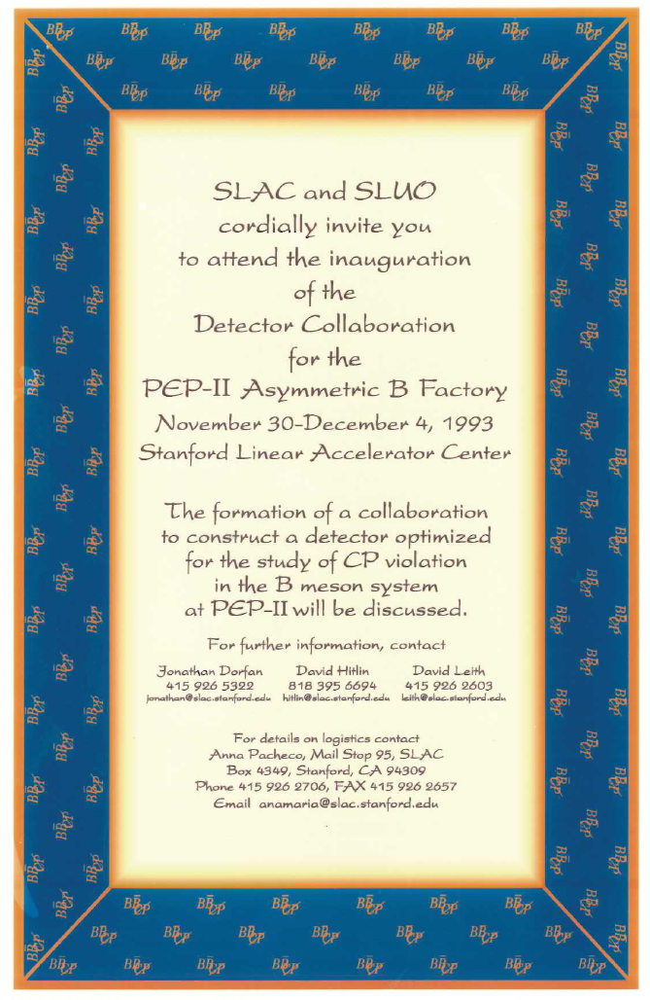 SLAC and SLUO
cordially invite you
to attend the inauguration
of the
Detector Collaboration
for the
PEP-II Asymmetric B Factory
November 30-December 4, 1993
Stanford Linear Accelerator Center
The formation of a collaboration
to construct a detector optimized
for the study of CP violation
in the B meson system
at PEP-II will be discussed.
For further information, contact
Jonathan Dorfan David Hitlin David Leith
415 926 5322 818 395 6694 415 926 2603
jonathan@slac.stanford.edu hitlin@slac.stanford.edu leith@slac.stanford.edu
For details on logistics contact
Anna Pacheco, Mail Stop 95, SLAC
Box 4349, Stanford, CA 94309
Phone 415 926 2706, FAX 415 926 2657
Email anamaria@slac.stanford.edu